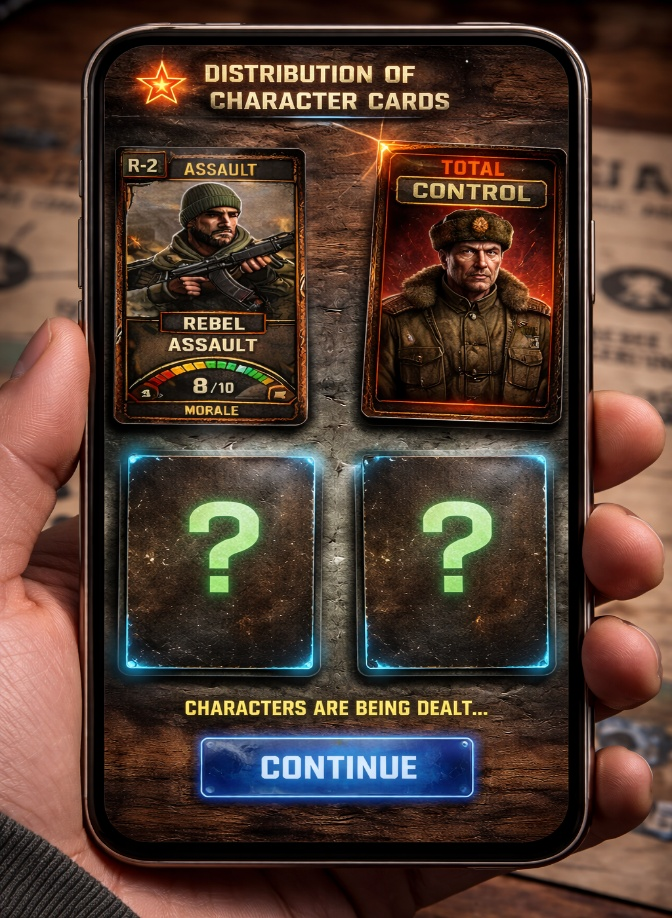 DISTRIBUTION OF
CHARACTER CARDS
R-2 ASSAULT
REBEL
ASSAULT
8/10
MORALE
TOTAL
CONTROL
?
?
CHARACTERS ARE BEING DEALT...
CONTINUE